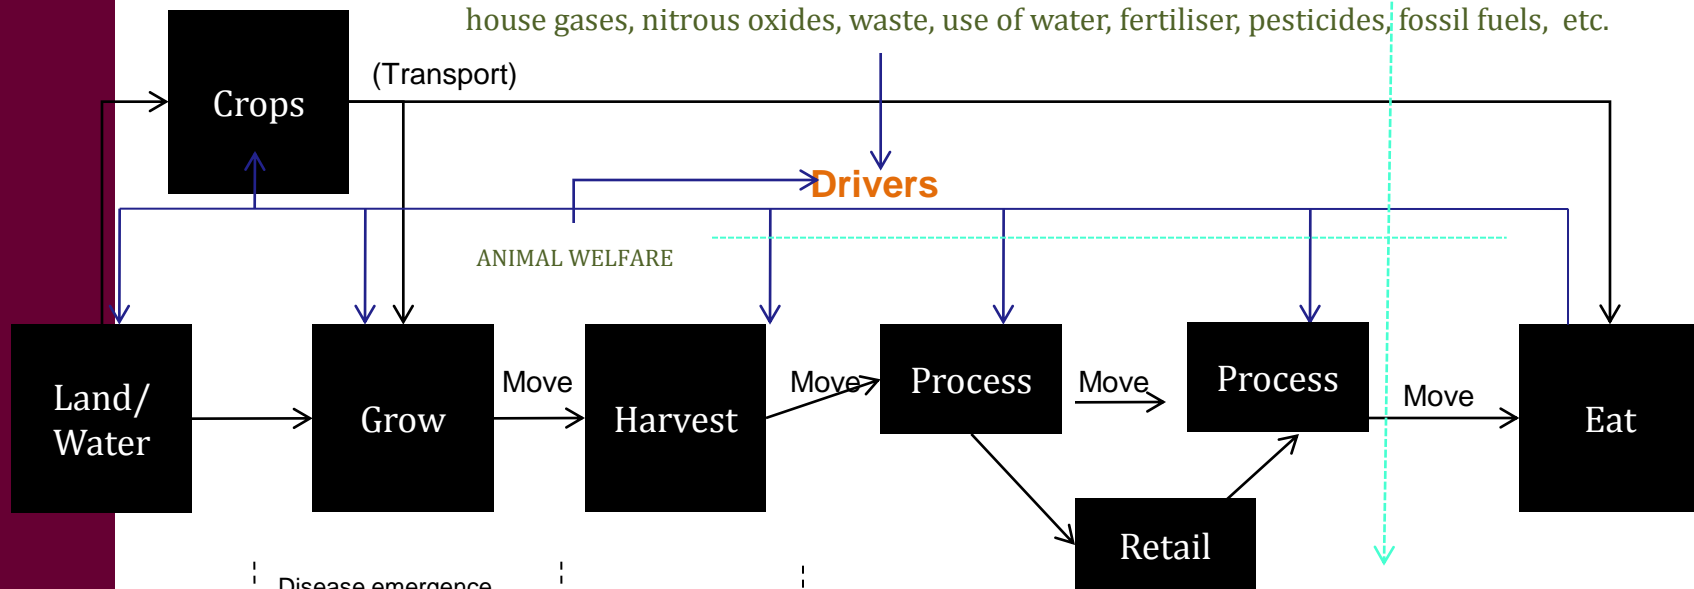 house gases, nitrous oxides, waste, use of water, fertiliser, pesticides, fossil fuels, etc.
(Transport)
Crops
Drivers
ANIMAL WELFARE
Land/
Water
Grow
Move
Harvest
Move
Process
Move
Process
Move
Eat
Retail
Disease emergence